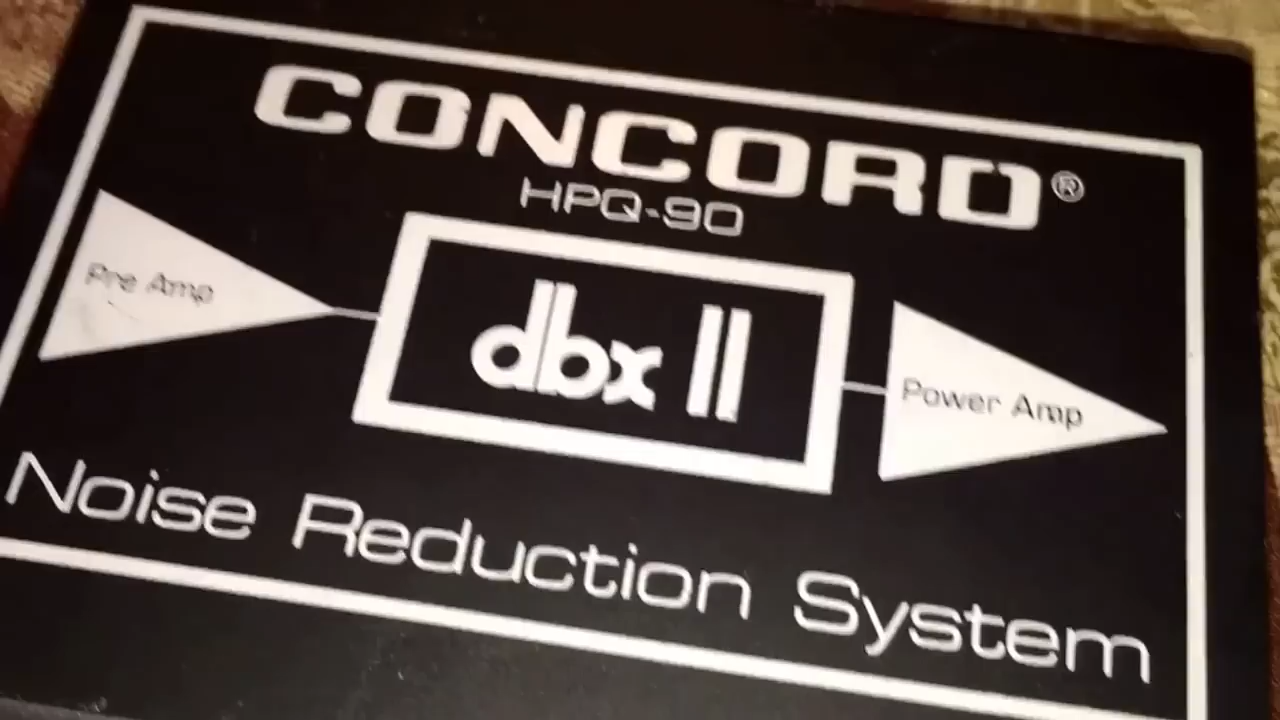 CONCORD®
HPQ-90
Pre Amp
dbx II
Power Amp
Noise Reduction System